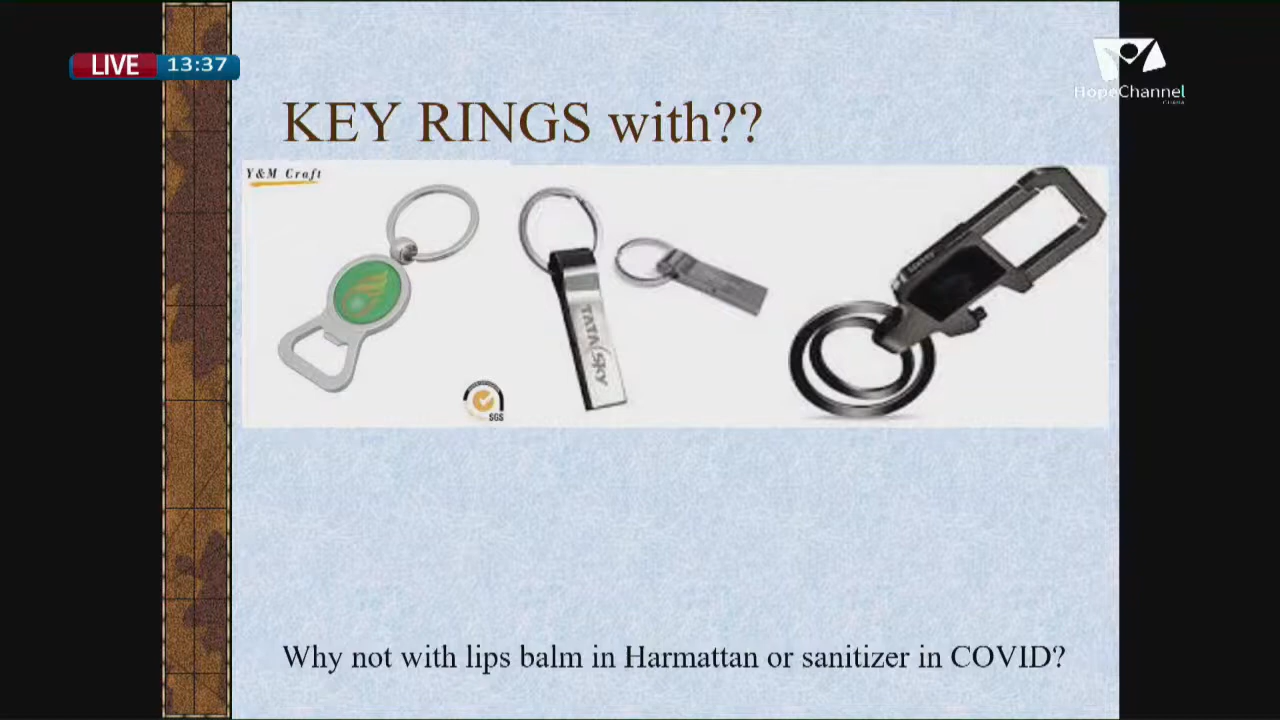 LIVE 13:37
HopeChannel
GHANA
KEY RINGS with??
Y&M Craft
TATA sky
SGS
Why not with lips balm in Harmattan or sanitizer in COVID?